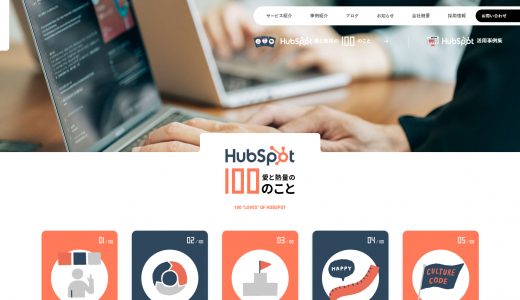 サービス紹介 事例紹介 ブログ お知らせ 会社概要 採用情報 お問い合わせ
HubSpot 愛と熱量の 100 のこと HubSpot 活用事例集
HubSpot
100 愛と熱量の
のこと
100 "LOVES" OF HUBSPOT
01/100 02/100 03/100 04/100 05/100
HAPPY
CULTURE
CODE